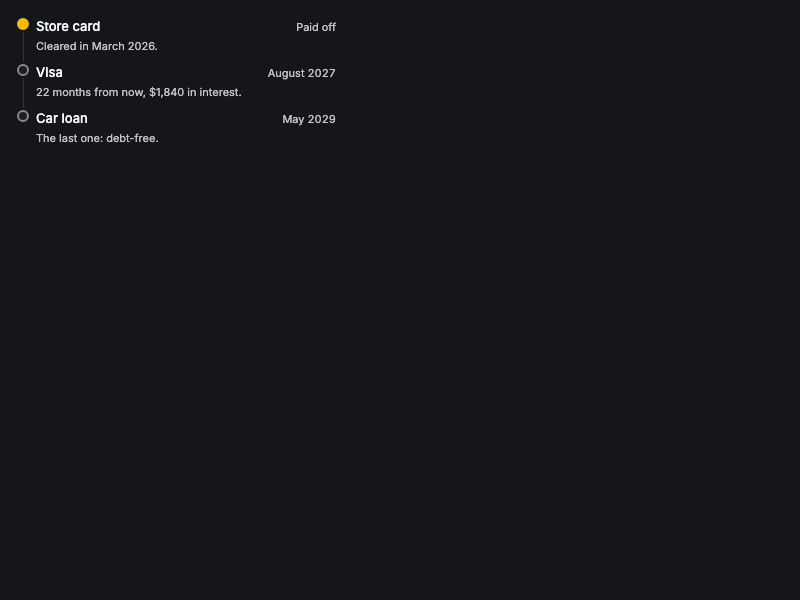 Store card Paid off
Cleared in March 2026.
Visa August 2027
22 months from now, $1,840 in interest.
Car loan May 2029
The last one: debt-free.